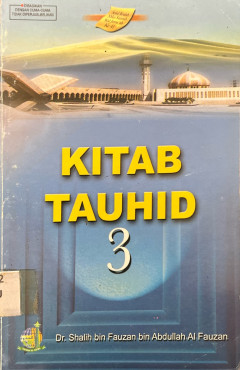 KITAB
TAUHID
3
Dr. Shalih bin Fauzan bin Abdullah Al Fauzan